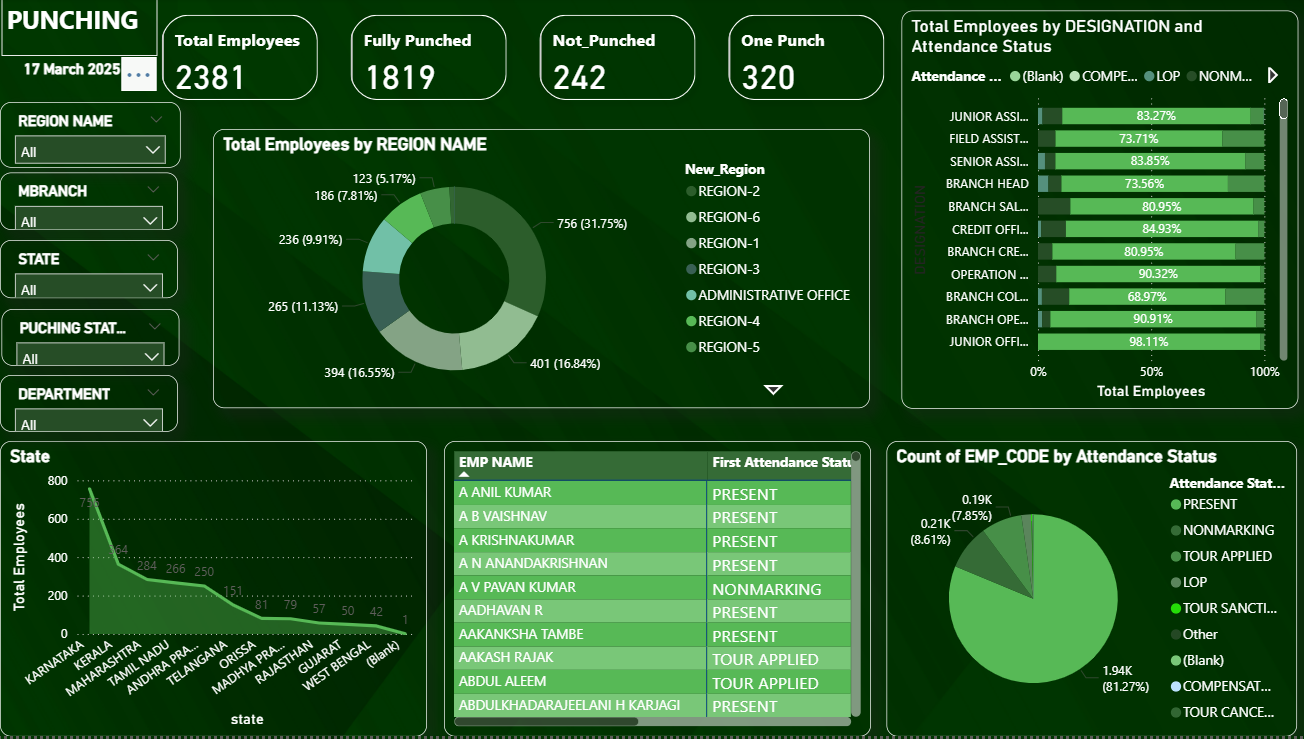 PUNCHING
17 March 2025
Total Employees
2381
Fully Punched
1819
Not_Punched
242
One Punch
320
REGION NAME
All
MBRANCH
All
STATE
All
PUCHING STAT...
All
DEPARTMENT
All
Total Employees by REGION NAME
123 (5.17%)
186 (7.81%)
236 (9.91%)
265 (11.13%)
394 (16.55%)
401 (16.84%)
756 (31.75%)
New_Region
REGION-2
REGION-6
REGION-1
REGION-3
ADMINISTRATIVE OFFICE
REGION-4
REGION-5
Total Employees by DESIGNATION and
Attendance Status
Attendance ... (Blank) COMPE... LOP NONM...
DESIGNATION
JUNIOR ASSI... 83.27%
FIELD ASSIST... 73.71%
SENIOR ASSI... 83.85%
BRANCH HEAD 73.56%
BRANCH SAL... 80.95%
CREDIT OFFI... 84.93%
BRANCH CRE... 80.95%
OPERATION ... 90.32%
BRANCH COL... 68.97%
BRANCH OPE... 90.91%
JUNIOR OFFI... 98.11%
0% 50% 100%
Total Employees
State
Total Employees
800
600
400
200
0
284 266 250 151 81 79 57 50 42 1
KARNATAKA
KERALA
MAHARASHTRA
TAMIL NADU
ANDHRA PRA...
TELANGANA
ORISSA
MADHYA PRA...
RAJASTHAN
GUJARAT
WEST BENGAL
(Blank)
state
EMP NAME First Attendance Statu
A ANIL KUMAR PRESENT
A B VAISHNAV PRESENT
A KRISHNAKUMAR PRESENT
A N ANANDAKRISHNAN PRESENT
A V PAVAN KUMAR NONMARKING
AADHAVAN R PRESENT
AAKANKSHA TAMBE PRESENT
AAKASH RAJAK TOUR APPLIED
ABDUL ALEEM TOUR APPLIED
ABDULKHADARAJEELANI H KARJAGI PRESENT
Count of EMP_CODE by Attendance Status
0.19K
(7.85%)
0.21K
(8.61%)
1.94K
(81.27%)
Attendance Stat...
PRESENT
NONMARKING
TOUR APPLIED
LOP
TOUR SANCTI...
Other
(Blank)
COMPENSAT...
TOUR CANCE...